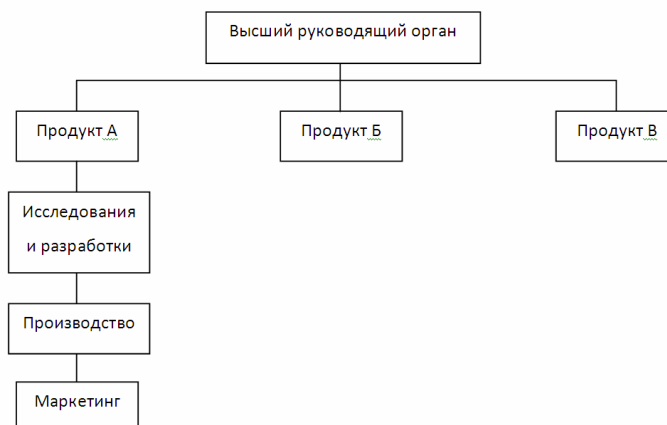 Высший руководящий орган
Продукт А
Продукт Б
Продукт В
Исследования
и разработки
Производство
Маркетинг